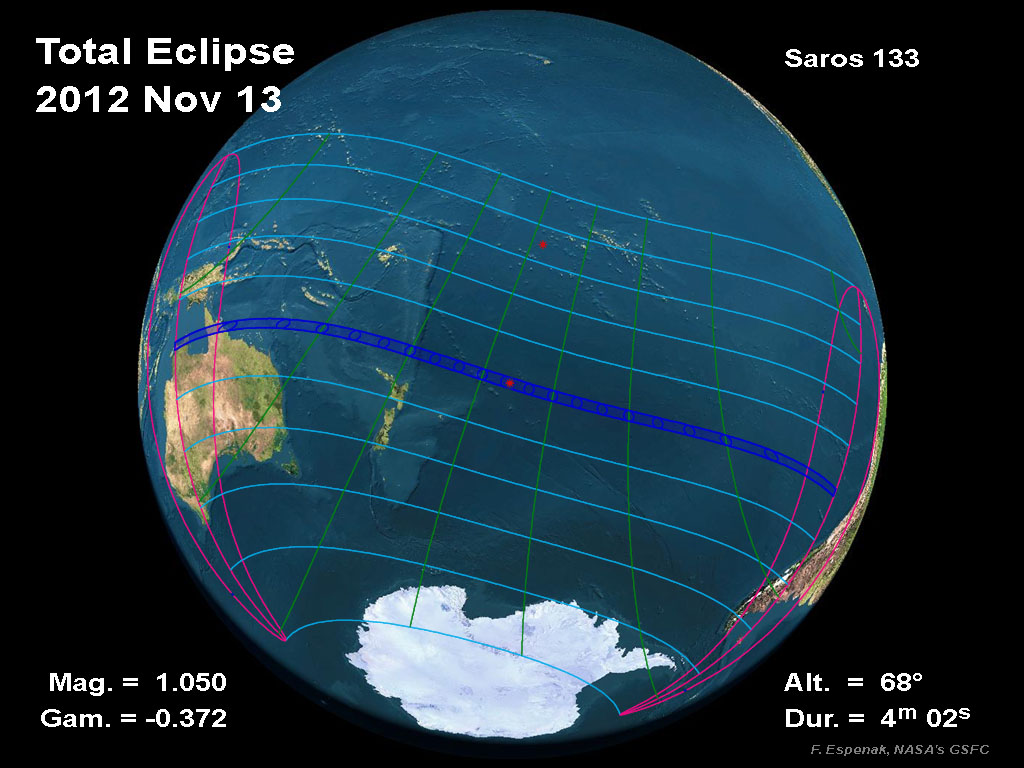 Total Eclipse
2012 Nov 13
Saros 133
Mag. = 1.050
Gam. = -0.372
Alt. = 68°
Dur. = 4m 02s
F. Espenak, NASA's GSFC